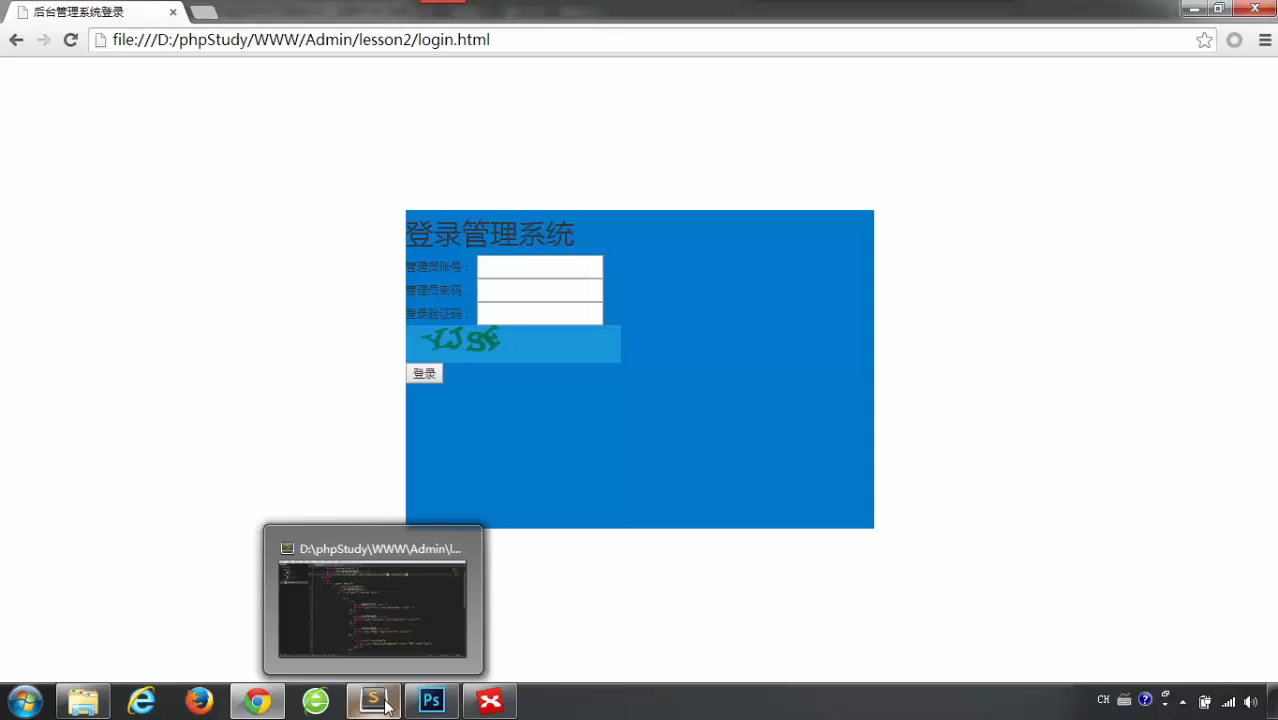 后台管理系统登录
file:///D:/phpStudy/WWW/Admin/lesson2/login.html
登录管理系统
管理员账号：
管理员密码：
登录验证码：
YJSE
登录
D:\phpStudy\WWW\Admin\l...
S
Ps
CH